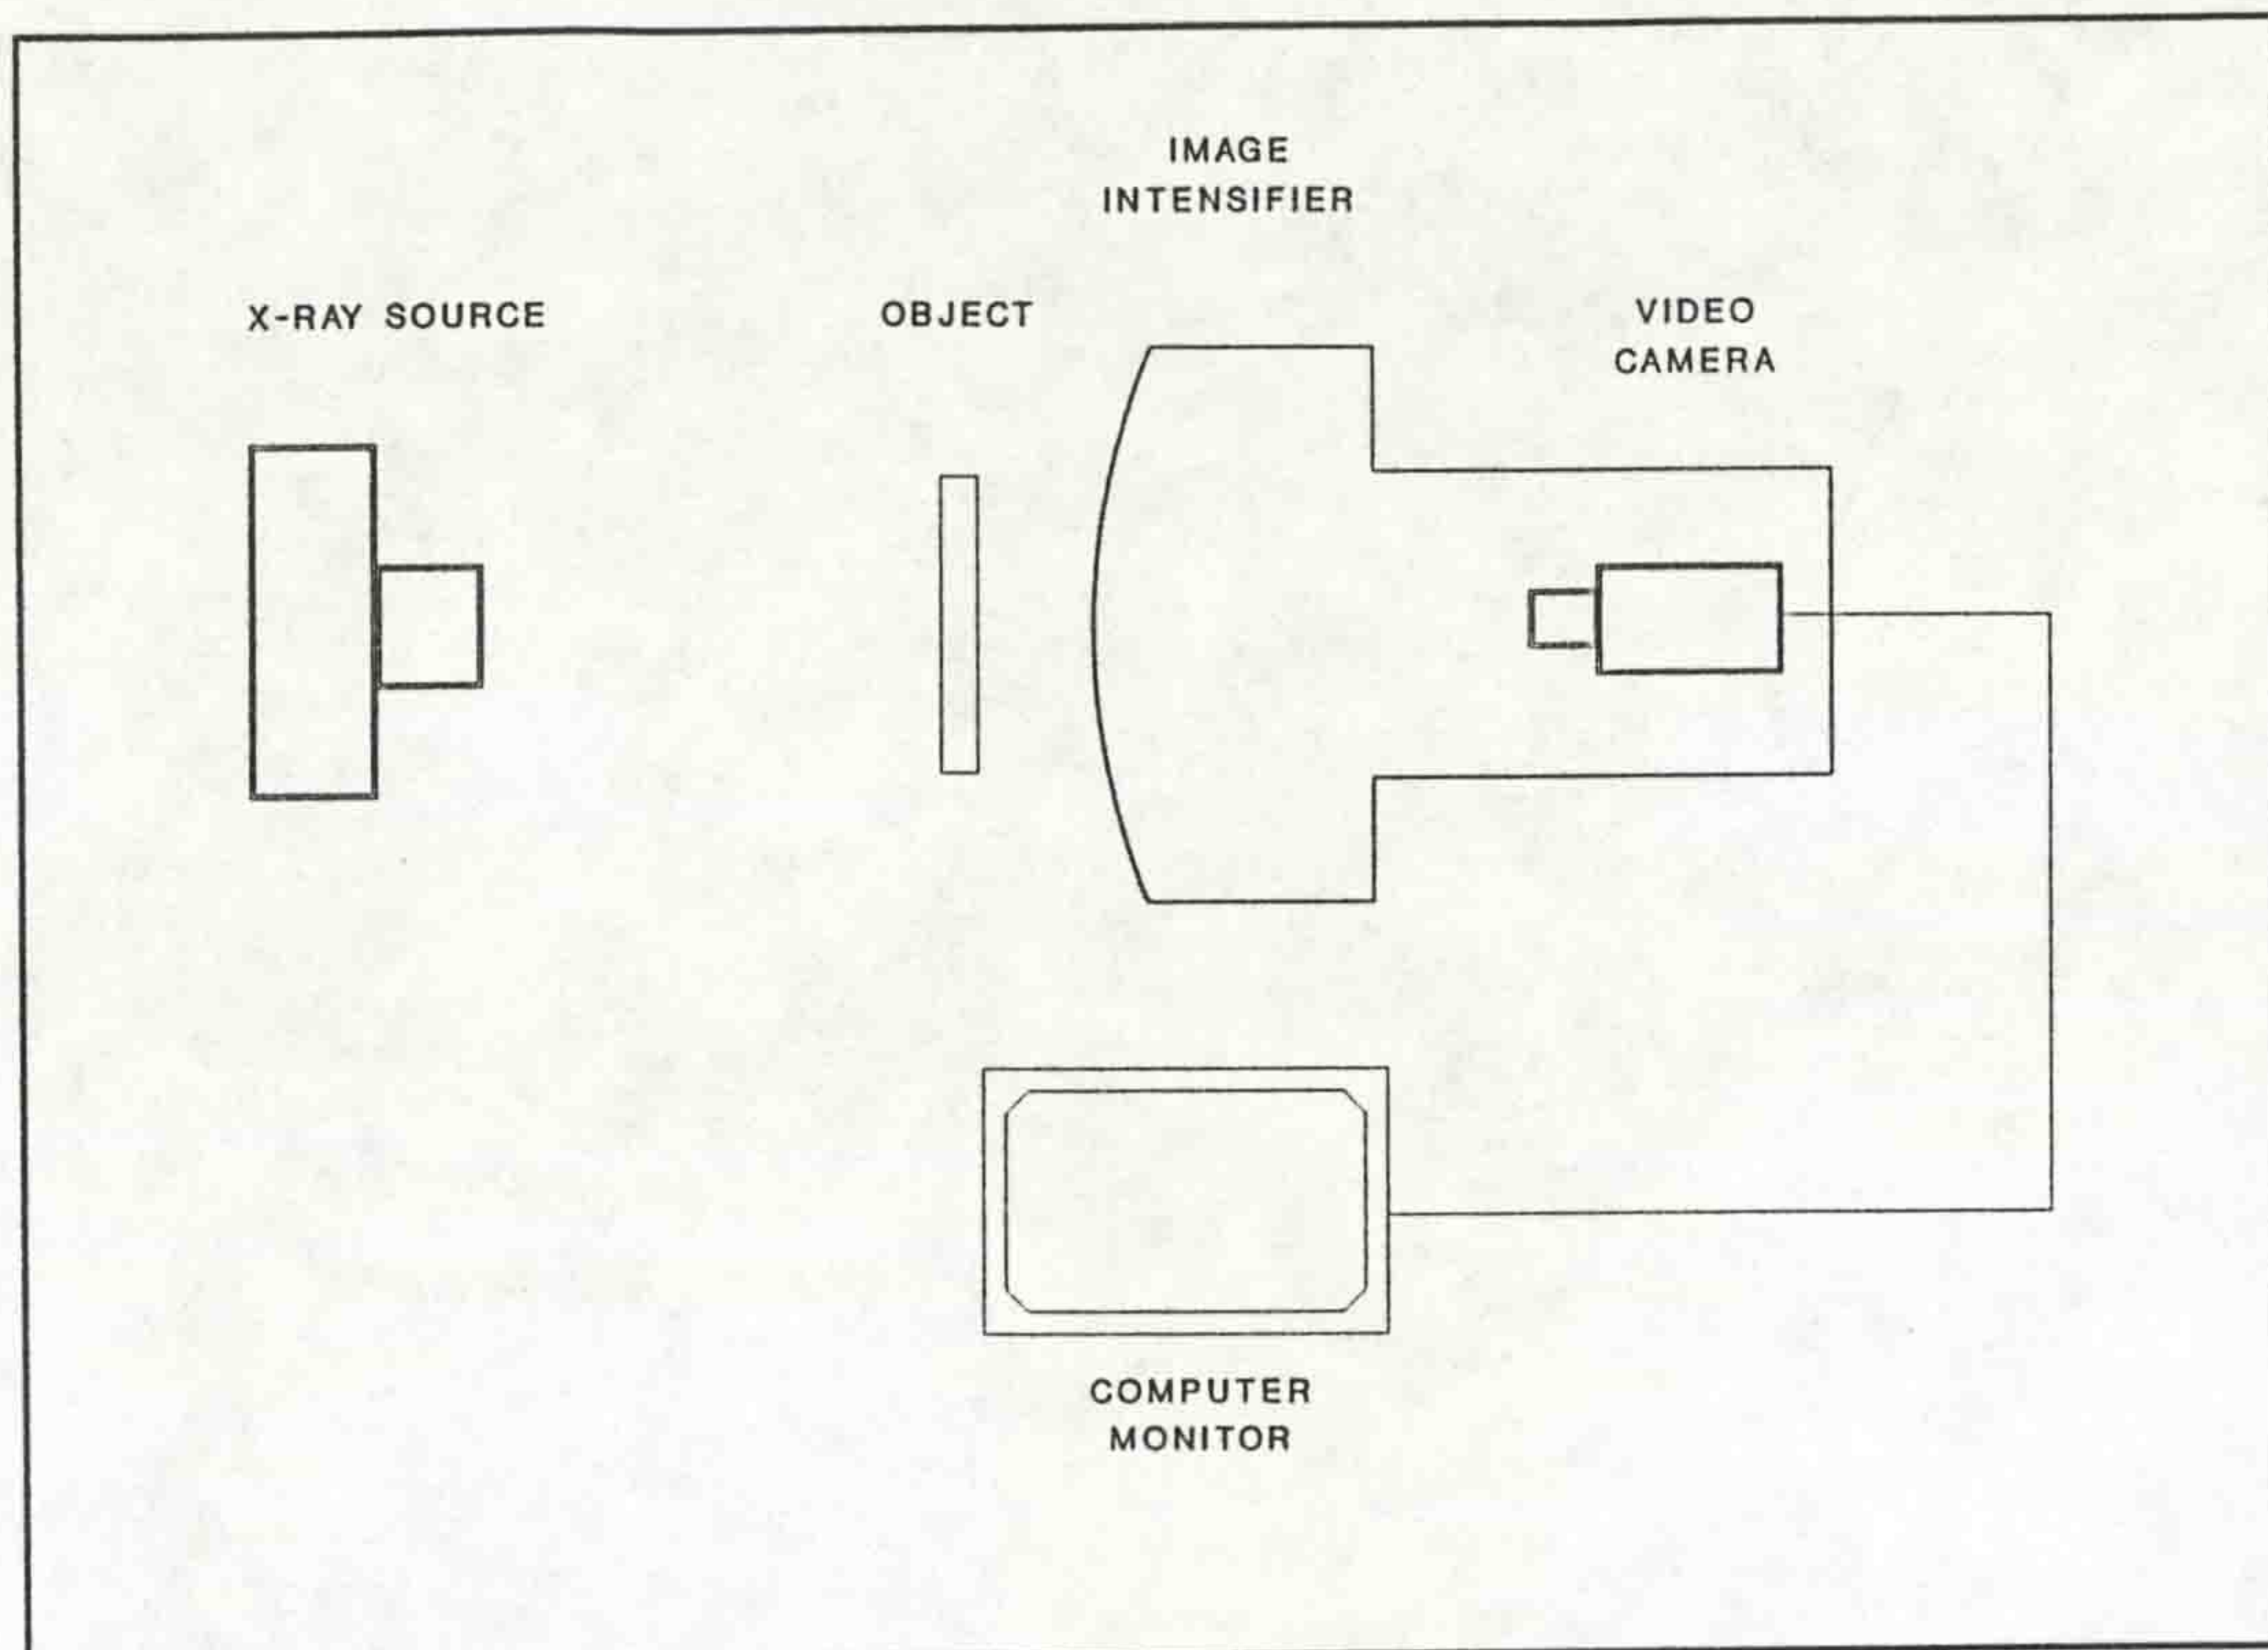 IMAGE
INTENSIFIER
X-RAY SOURCE
OBJECT
VIDEO
CAMERA
COMPUTER
MONITOR